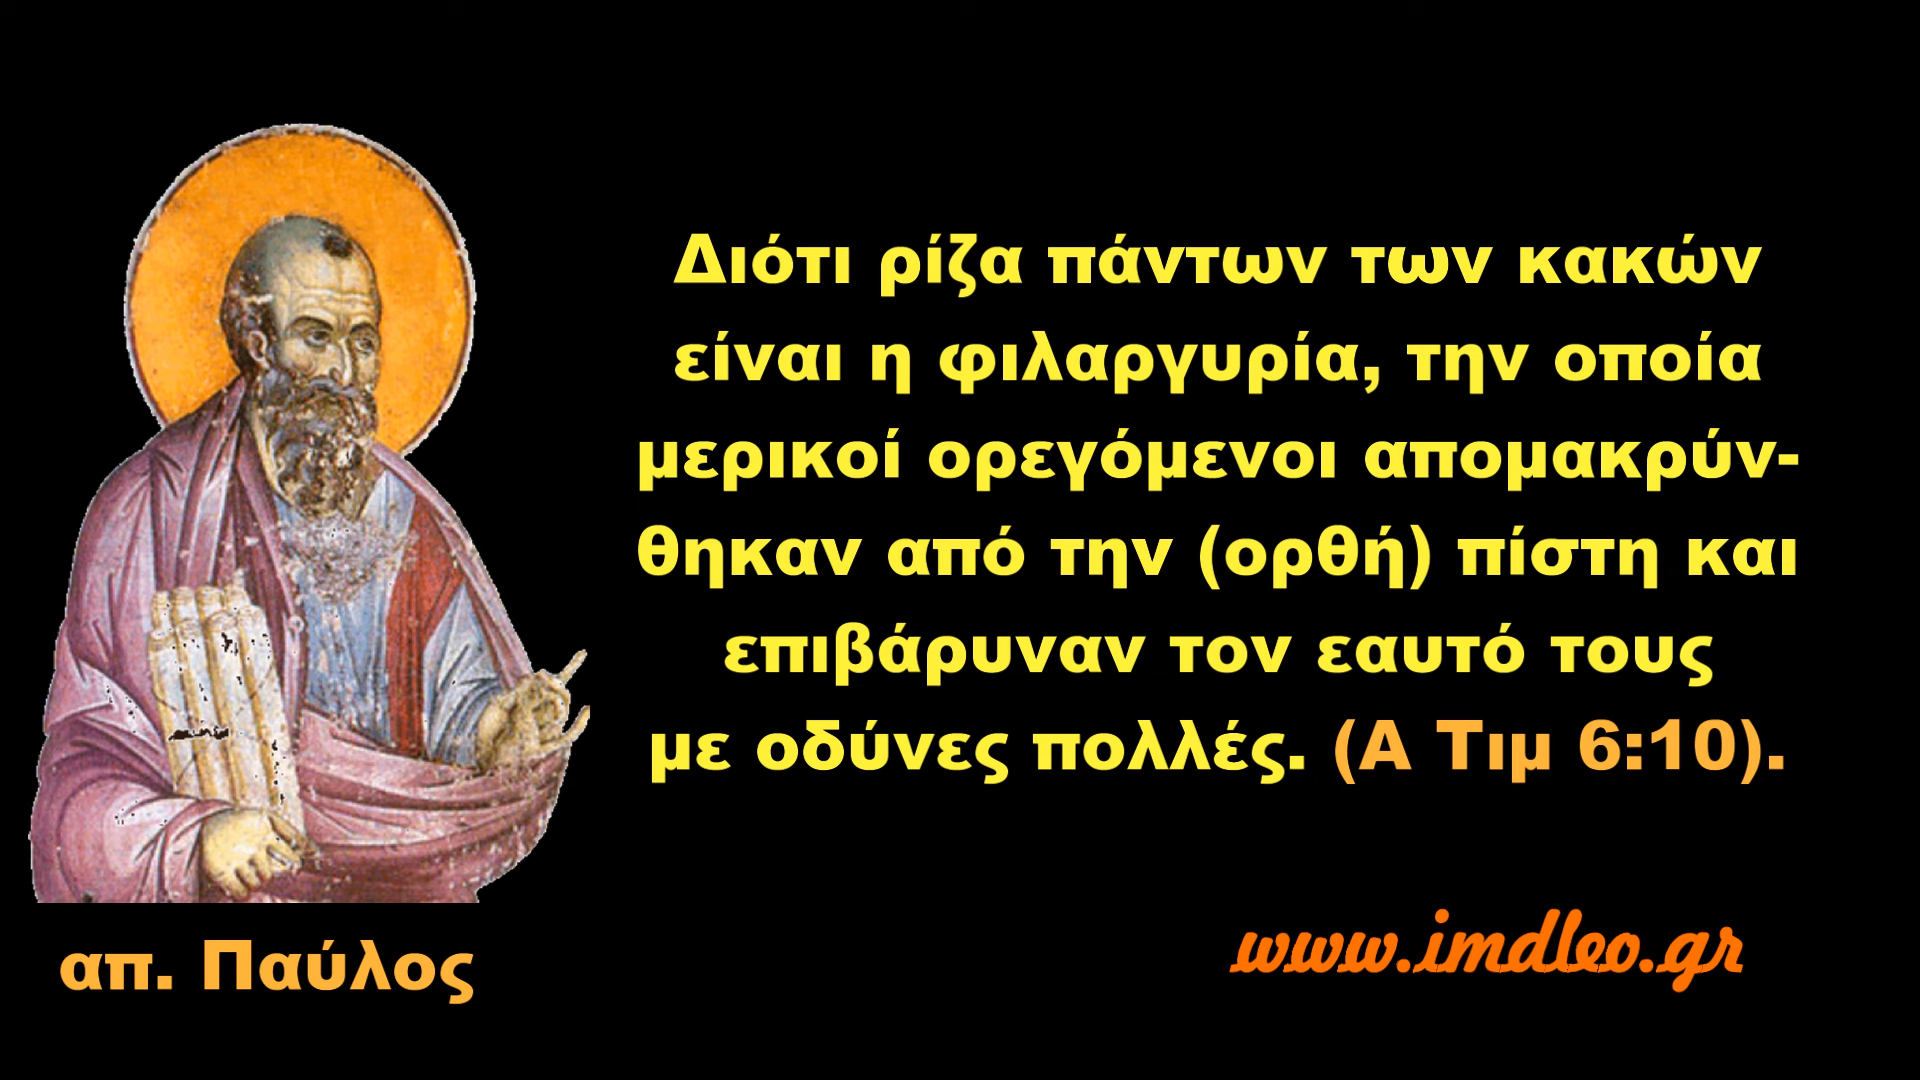 Διότι ρίζα πάντων των κακών
είναι η φιλαργυρία, την οποία
μερικοί ορεγόμενοι απομακρύν-
θηκαν από την (ορθή) πίστη και
επιβάρυναν τον εαυτό τους
με οδύνες πολλές. (Α Τιμ 6:10).
απ. Παύλος
www.imdleo.gr